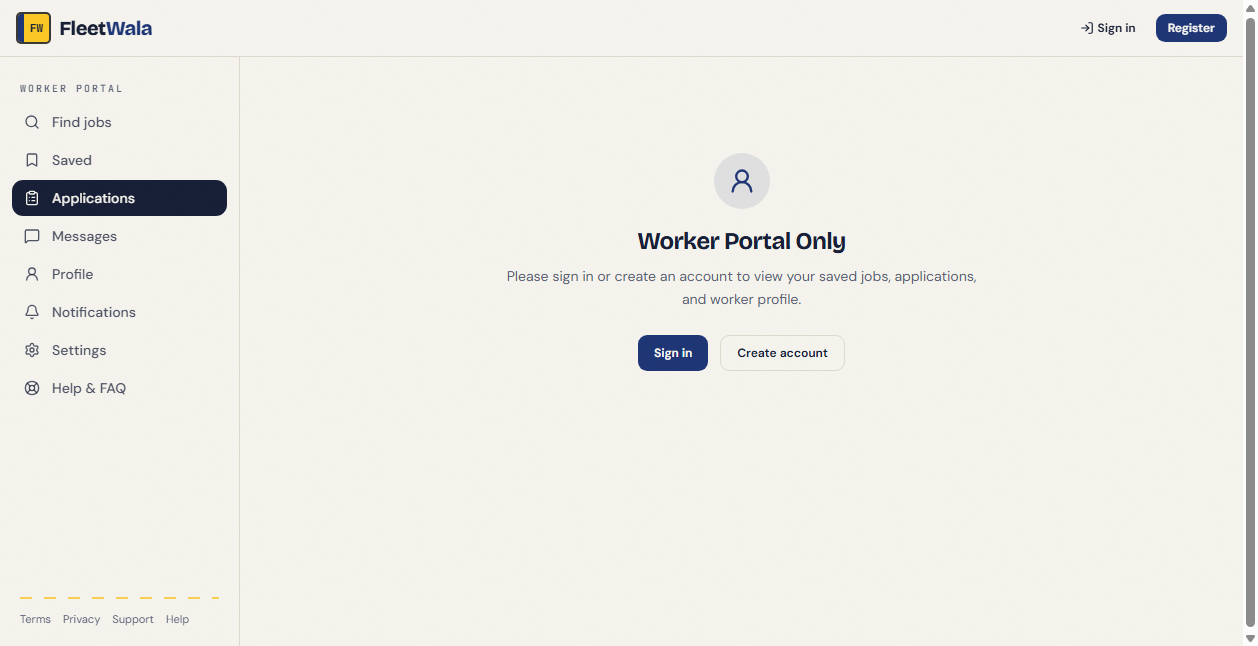 FW FleetWala
Sign in
Register
WORKER PORTAL
Find jobs
Saved
Applications
Messages
Profile
Notifications
Settings
Help & FAQ
Terms Privacy Support Help
Worker Portal Only
Please sign in or create an account to view your saved jobs, applications,
and worker profile.
Sign in
Create account